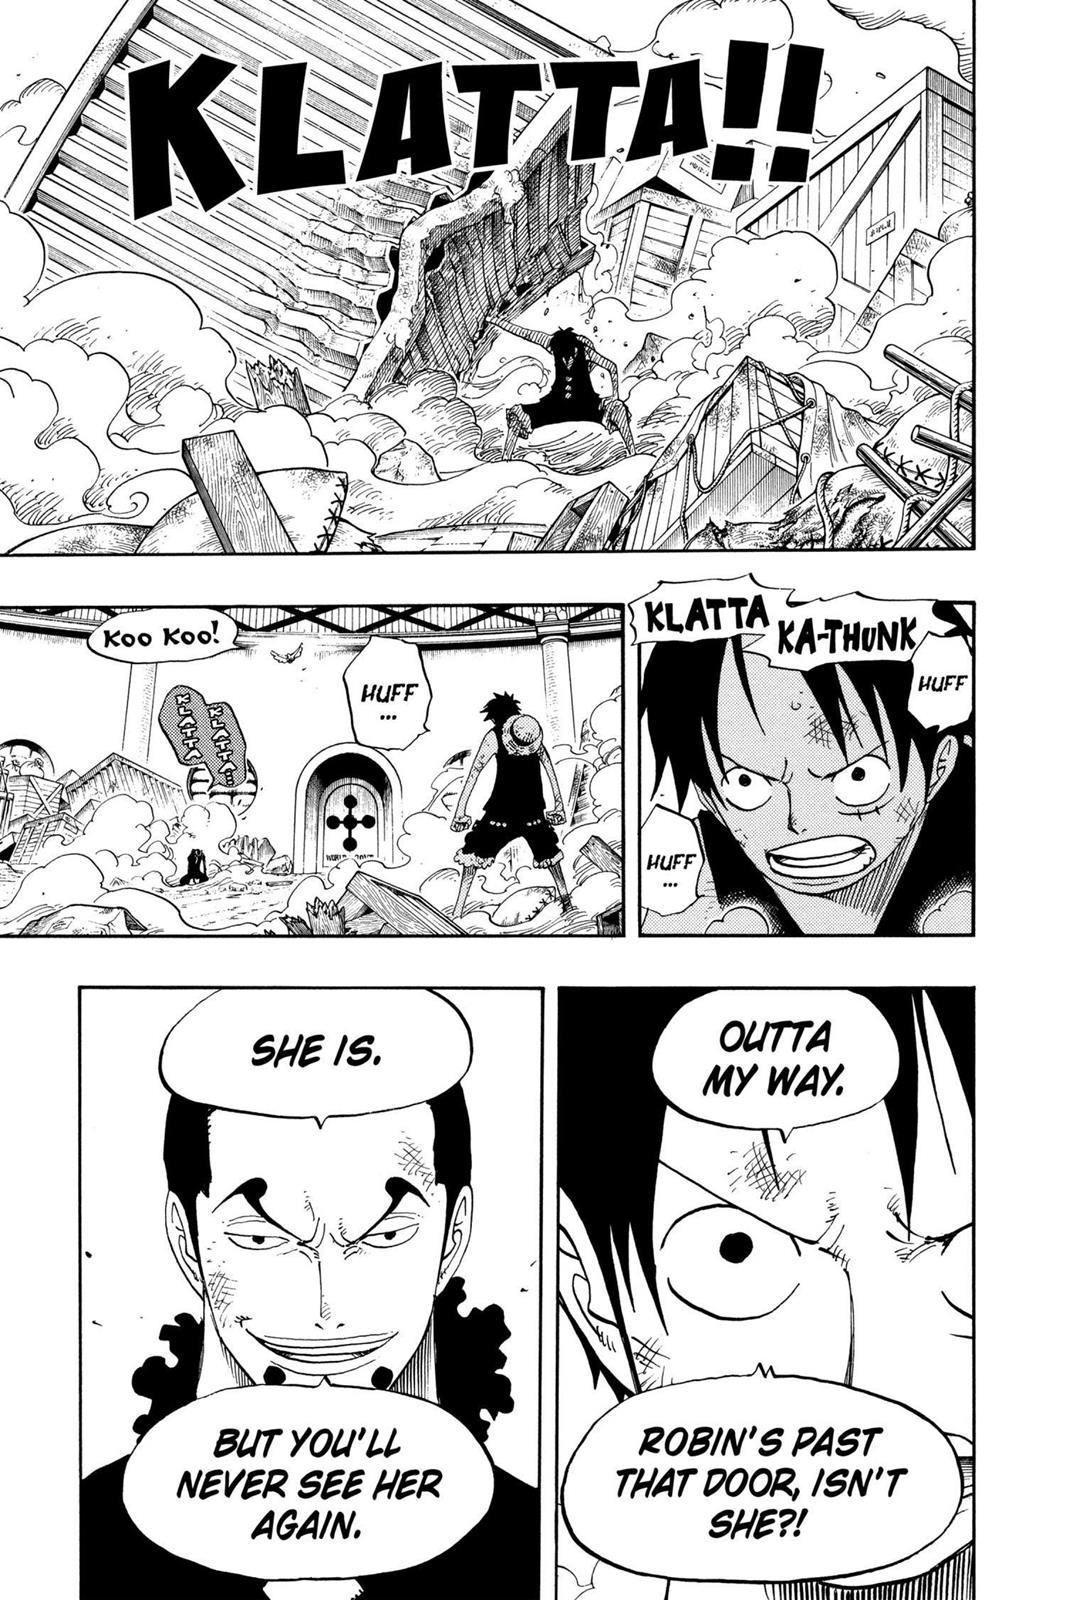 KLATTA!!
KLATTA
KA-THUNK
HUFF
HUFF
...
HUFF
...
KOO KOO!
KLATTA...
KLATTA
OUTTA
MY WAY.
ROBIN'S PAST
THAT DOOR, ISN'T
SHE?!
SHE IS.
BUT YOU'LL
NEVER SEE HER
AGAIN.